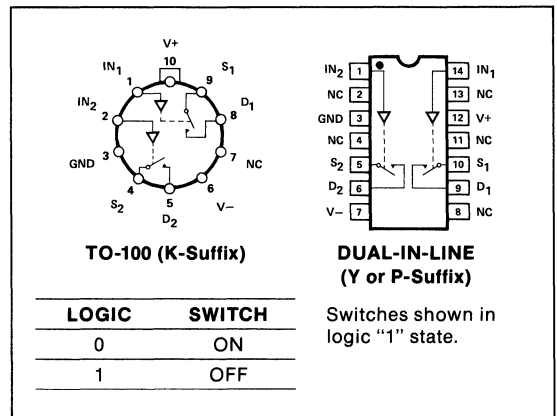 V+
IN1 10 S1
1 9
IN2 D1
2 8
3 7
GND NC
4 5 6
S2 D2 V−
TO-100 (K-Suffix)
IN2 1 14 IN1
NC 2 13 NC
GND 3 12 V+
NC 4 11 NC
S2 5 10 S1
D2 6 9 D1
V− 7 8 NC
DUAL-IN-LINE
(Y or P-Suffix)
LOGIC SWITCH
0 ON
1 OFF
Switches shown in
logic “1” state.